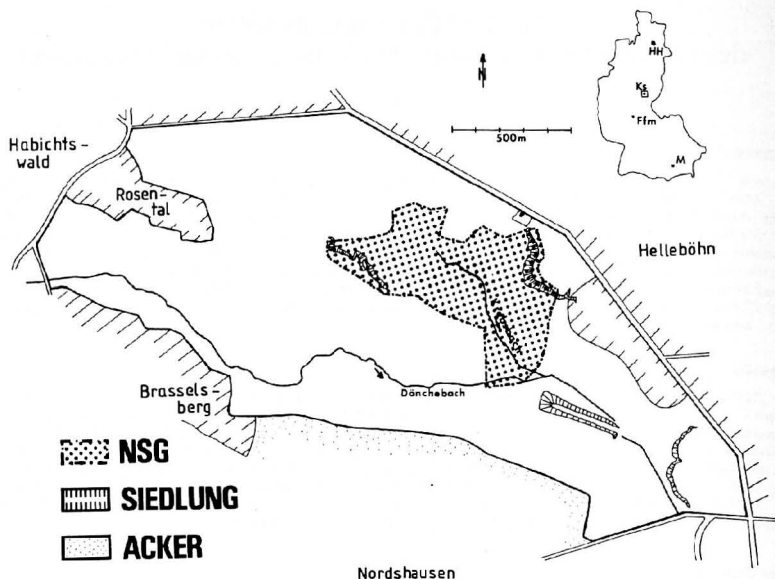 HH
N
Ks
Ffm
500m
M
Habichts-
wald
Rosen-
tal
Helleböhn
Brassels-
berg
Dönchebach
NSG
SIEDLUNG
ACKER
Nordshausen